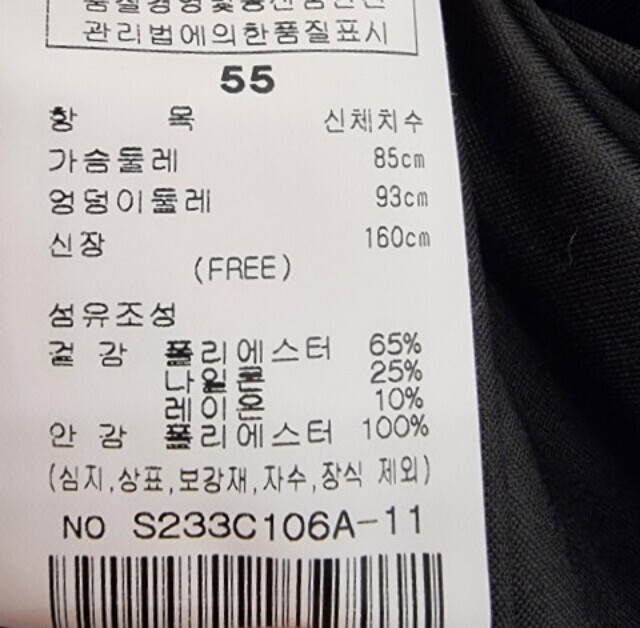 관리법에의한품질표시
55
항 목 신체치수
가슴둘레 85cm
엉덩이둘레 93cm
신장 160cm
(FREE)
섬유조성
겉 감 폴리에스터 65%
나일론 25%
레이온 10%
안 감 폴리에스터 100%
(심지,상표,보강재,자수,장식 제외)
NO S233C106A-11